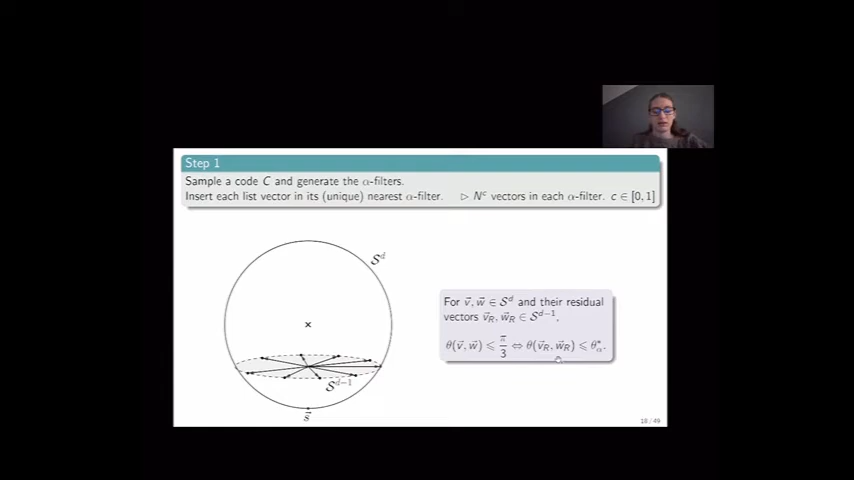 Step 1
Sample a code C and generate the α-filters.
Insert each list vector in its (unique) nearest α-filter. ▷ N^c vectors in each α-filter. c ∈ [0, 1]
S^d
For v⃗, w⃗ ∈ S^d and their residual
vectors v⃗_R, w⃗_R ∈ S^{d−1},
θ(v⃗, w⃗) ⩽ π/3 ⇔ θ(v⃗_R, w⃗_R) ⩽ θ*_α.
S^{d−1}
s⃗
18 / 49